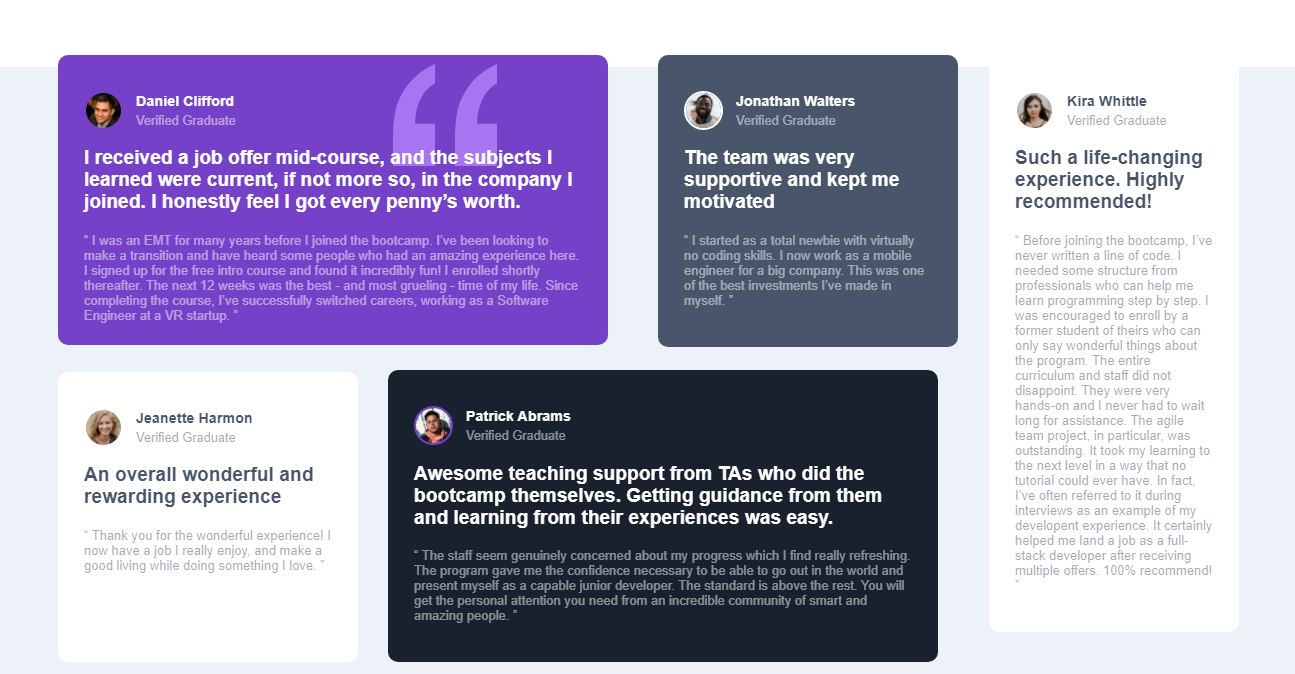 Daniel Clifford
Verified Graduate
I received a job offer mid-course, and the subjects I
learned were current, if not more so, in the company I
joined. I honestly feel I got every penny’s worth.
“ I was an EMT for many years before I joined the bootcamp. I’ve been looking to
make a transition and have heard some people who had an amazing experience here.
I signed up for the free intro course and found it incredibly fun! I enrolled shortly
thereafter. The next 12 weeks was the best - and most grueling - time of my life. Since
completing the course, I’ve successfully switched careers, working as a Software
Engineer at a VR startup. ”
Jonathan Walters
Verified Graduate
The team was very
supportive and kept me
motivated
“ I started as a total newbie with virtually
no coding skills. I now work as a mobile
engineer for a big company. This was one
of the best investments I’ve made in
myself. ”
Kira Whittle
Verified Graduate
Such a life-changing
experience. Highly
recommended!
“ Before joining the bootcamp, I’ve
never written a line of code. I
needed some structure from
professionals who can help me
learn programming step by step. I
was encouraged to enroll by a
former student of theirs who can
only say wonderful things about
the program. The entire
curriculum and staff did not
disappoint. They were very
hands-on and I never had to wait
long for assistance. The agile
team project, in particular, was
outstanding. It took my learning to
the next level in a way that no
tutorial could ever have. In fact,
I’ve often referred to it during
interviews as an example of my
developent experience. It certainly
helped me land a job as a full-
stack developer after receiving
multiple offers. 100% recommend!
”
Jeanette Harmon
Verified Graduate
An overall wonderful and
rewarding experience
“ Thank you for the wonderful experience! I
now have a job I really enjoy, and make a
good living while doing something I love. ”
Patrick Abrams
Verified Graduate
Awesome teaching support from TAs who did the
bootcamp themselves. Getting guidance from them
and learning from their experiences was easy.
“ The staff seem genuinely concerned about my progress which I find really refreshing.
The program gave me the confidence necessary to be able to go out in the world and
present myself as a capable junior developer. The standard is above the rest. You will
get the personal attention you need from an incredible community of smart and
amazing people. ”